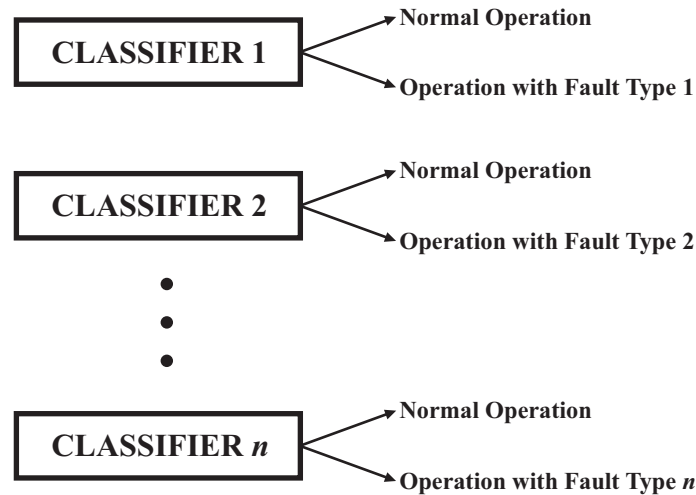 Normal Operation
CLASSIFIER 1
Operation with Fault Type 1
Normal Operation
CLASSIFIER 2
Operation with Fault Type 2
Normal Operation
CLASSIFIER n
Operation with Fault Type n